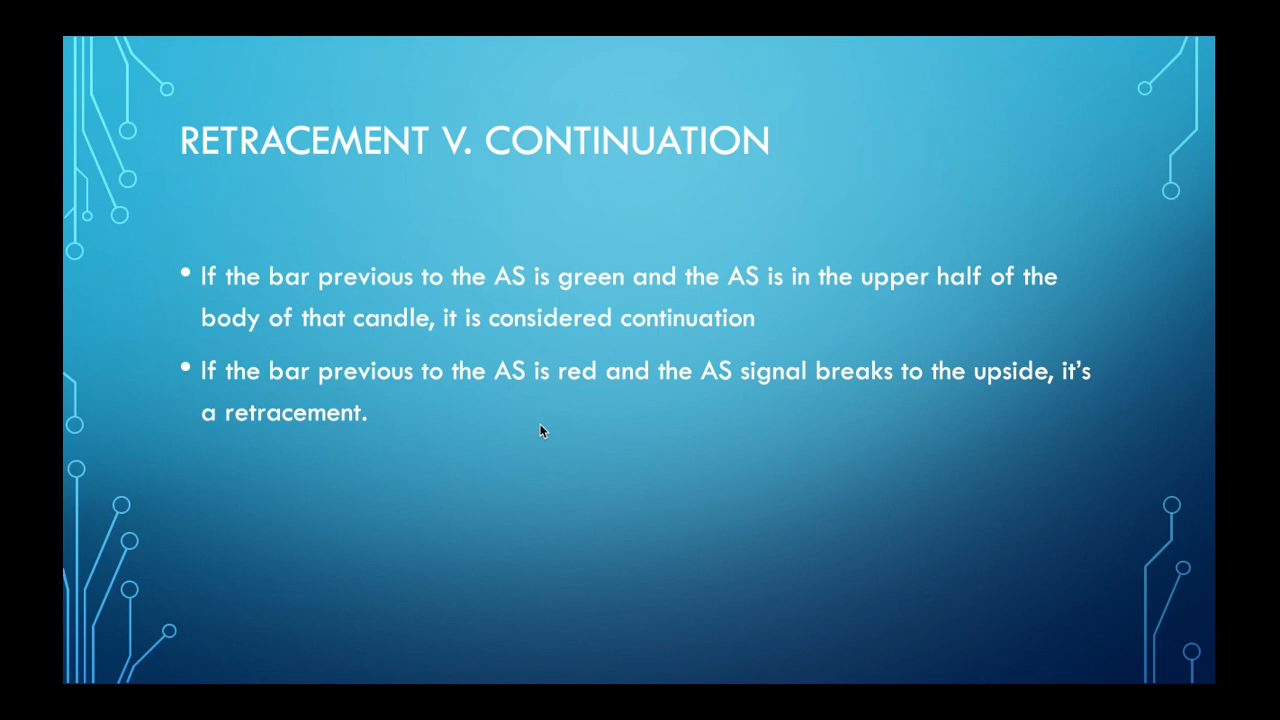 RETRACEMENT V. CONTINUATION
• If the bar previous to the AS is green and the AS is in the upper half of the
body of that candle, it is considered continuation
• If the bar previous to the AS is red and the AS signal breaks to the upside, it’s
a retracement.